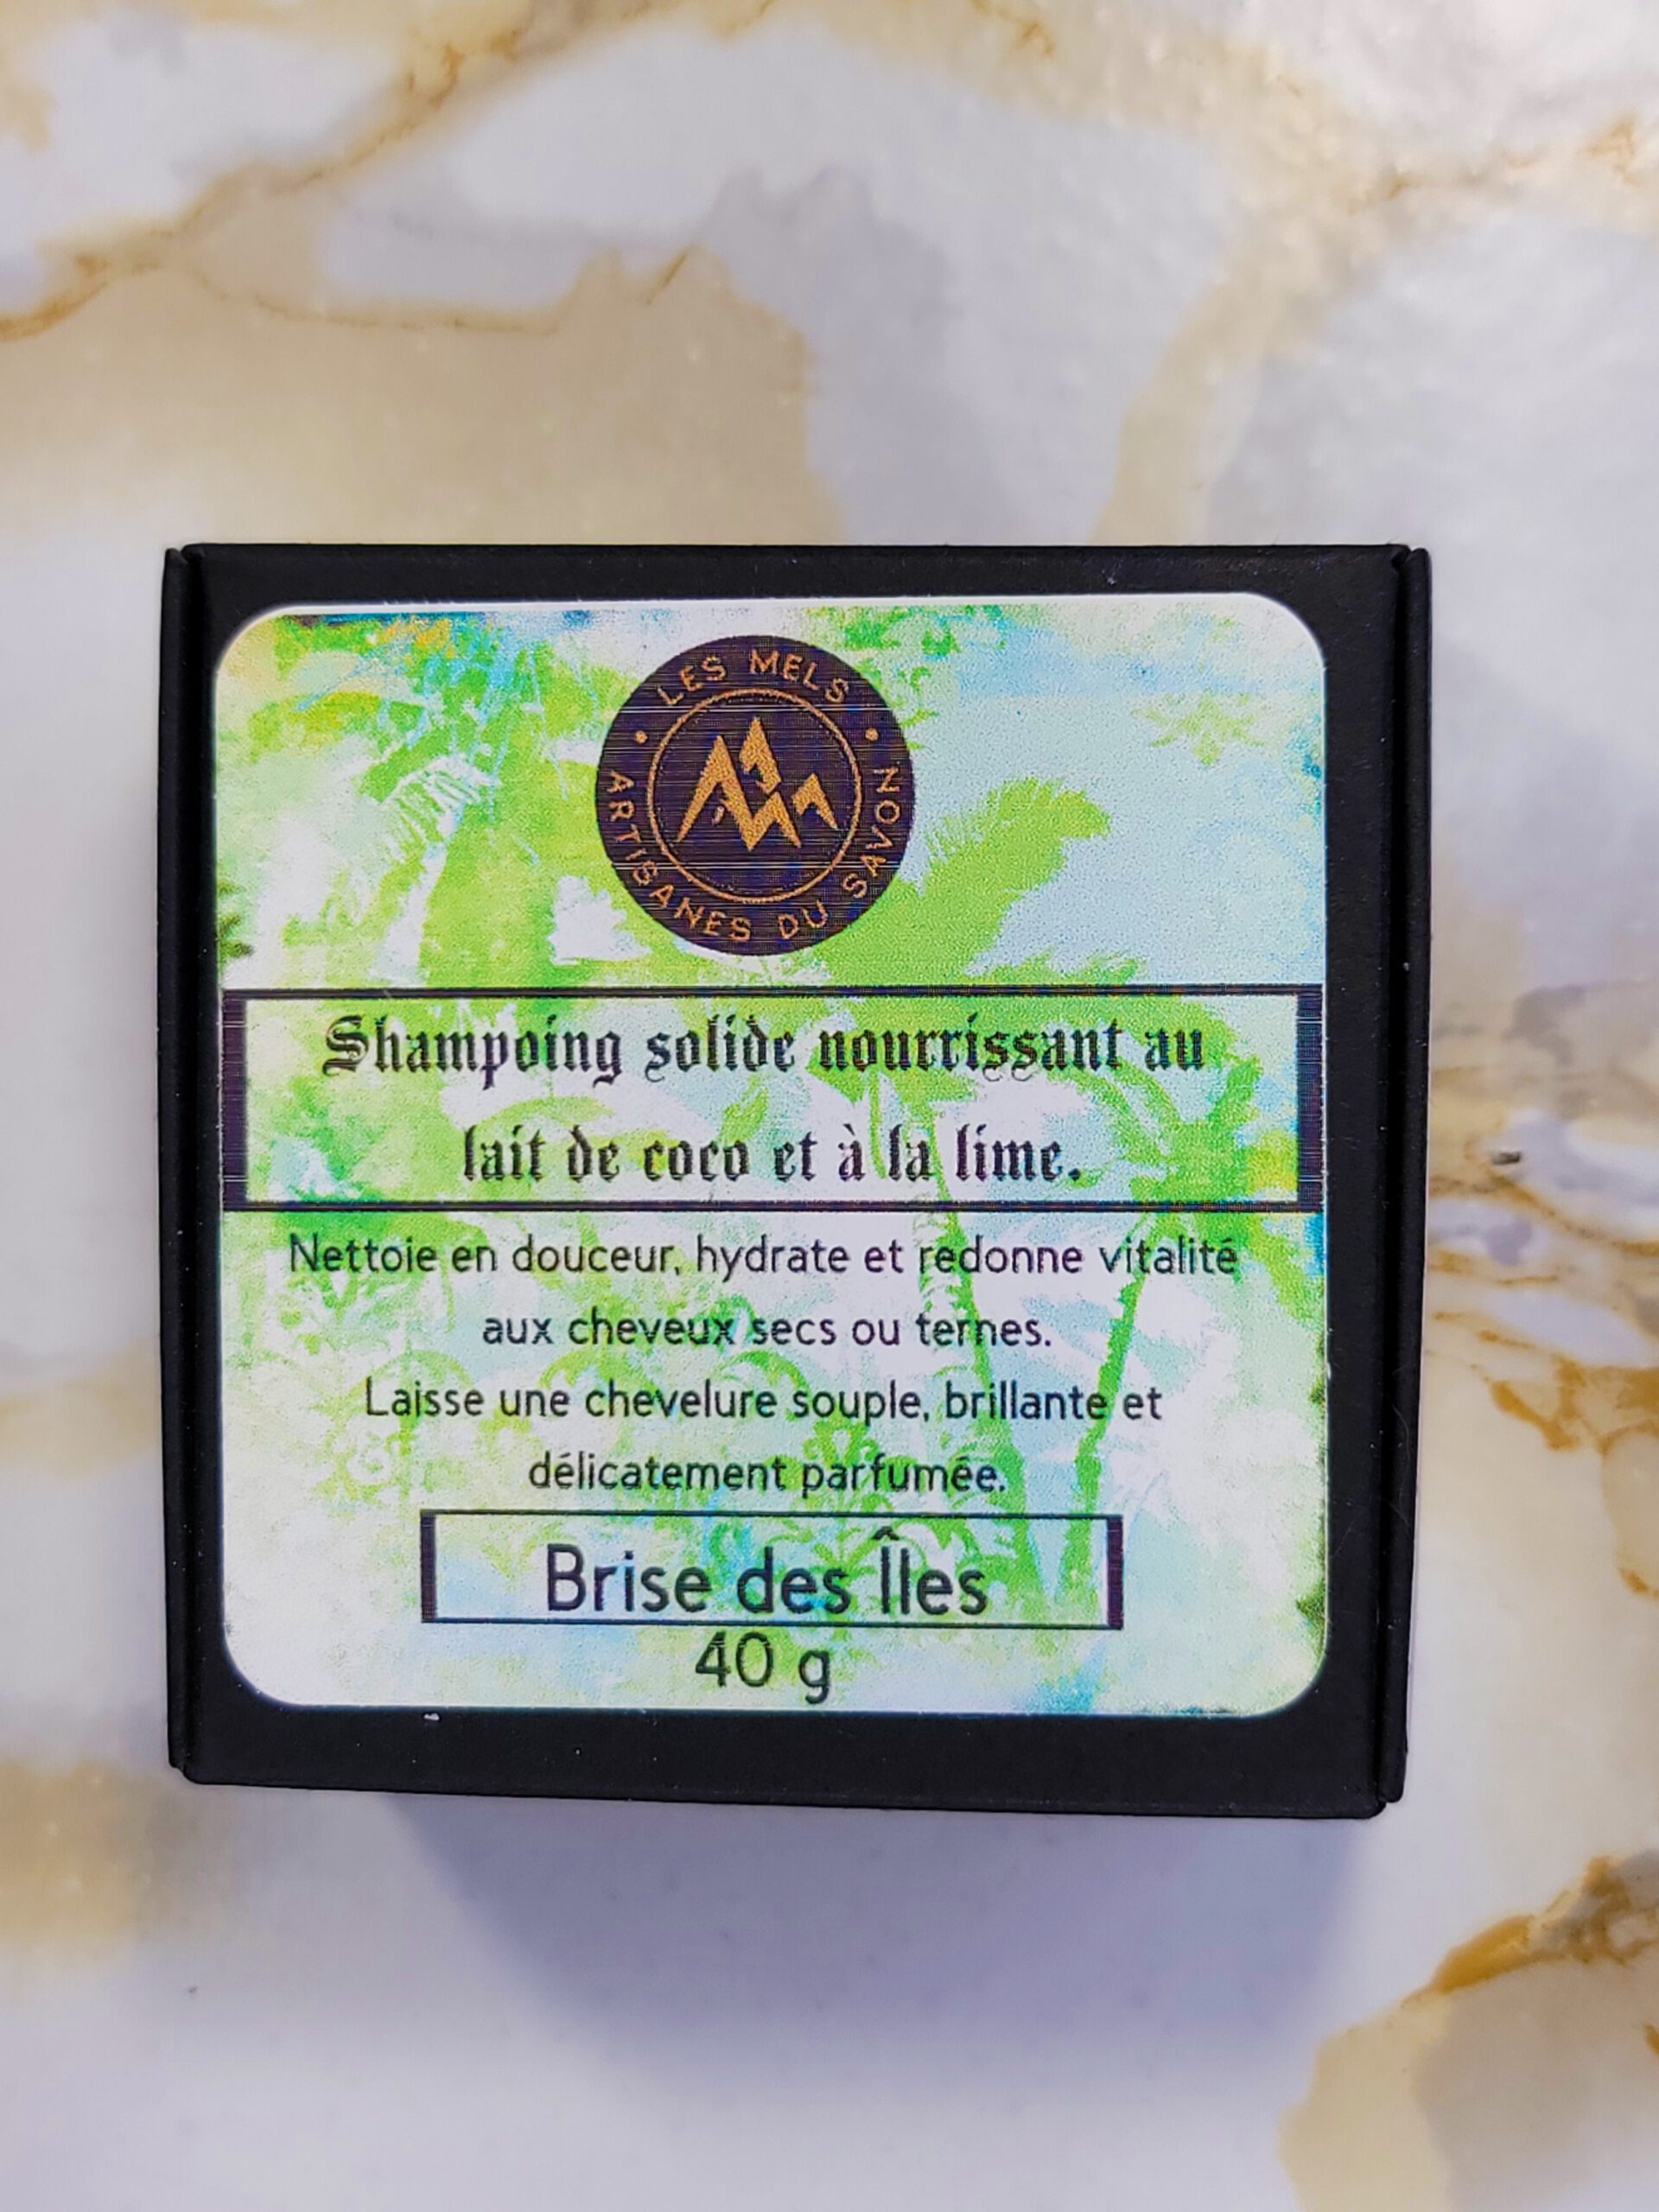 LES MELS
ARTISANES DU SAVON
Shampoing solide nourrissant au
lait de coco et à la lime.
Nettoie en douceur, hydrate et redonne vitalité
aux cheveux secs ou ternes.
Laisse une chevelure souple, brillante et
délicatement parfumée.
Brise des Îles
40 g